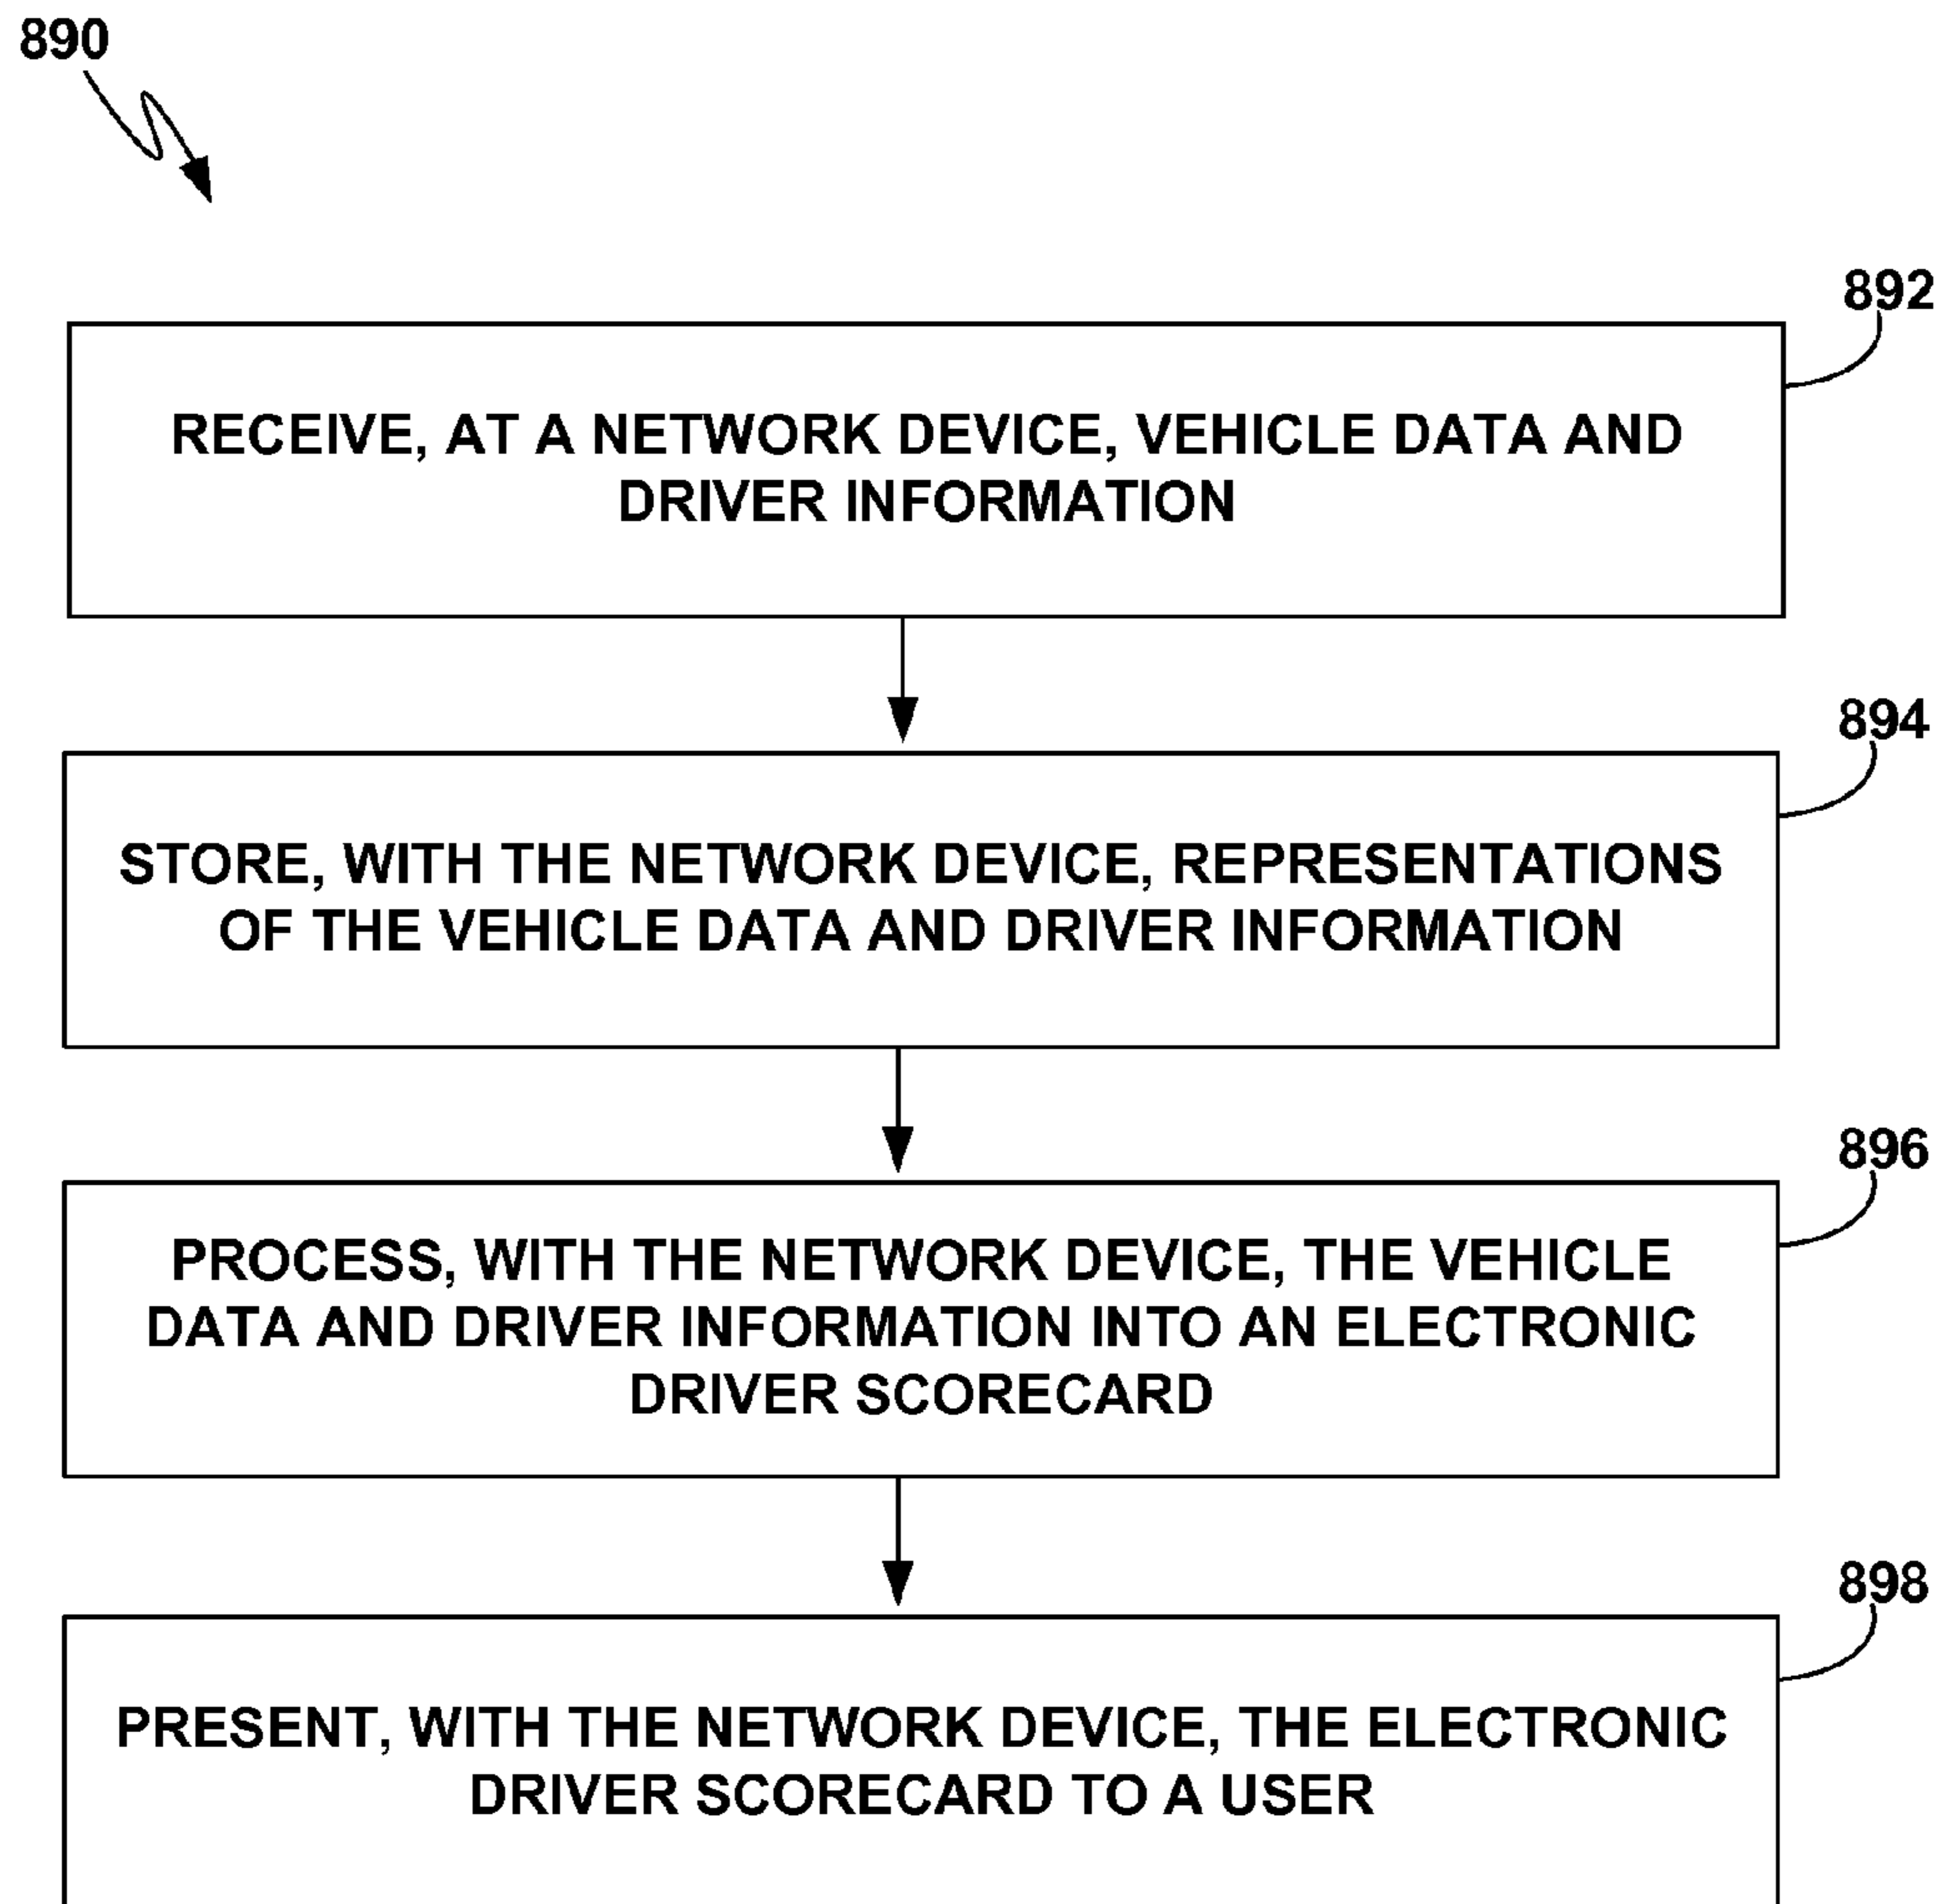 890
892
RECEIVE, AT A NETWORK DEVICE, VEHICLE DATA AND
DRIVER INFORMATION
894
STORE, WITH THE NETWORK DEVICE, REPRESENTATIONS
OF THE VEHICLE DATA AND DRIVER INFORMATION
896
PROCESS, WITH THE NETWORK DEVICE, THE VEHICLE
DATA AND DRIVER INFORMATION INTO AN ELECTRONIC
DRIVER SCORECARD
898
PRESENT, WITH THE NETWORK DEVICE, THE ELECTRONIC
DRIVER SCORECARD TO A USER